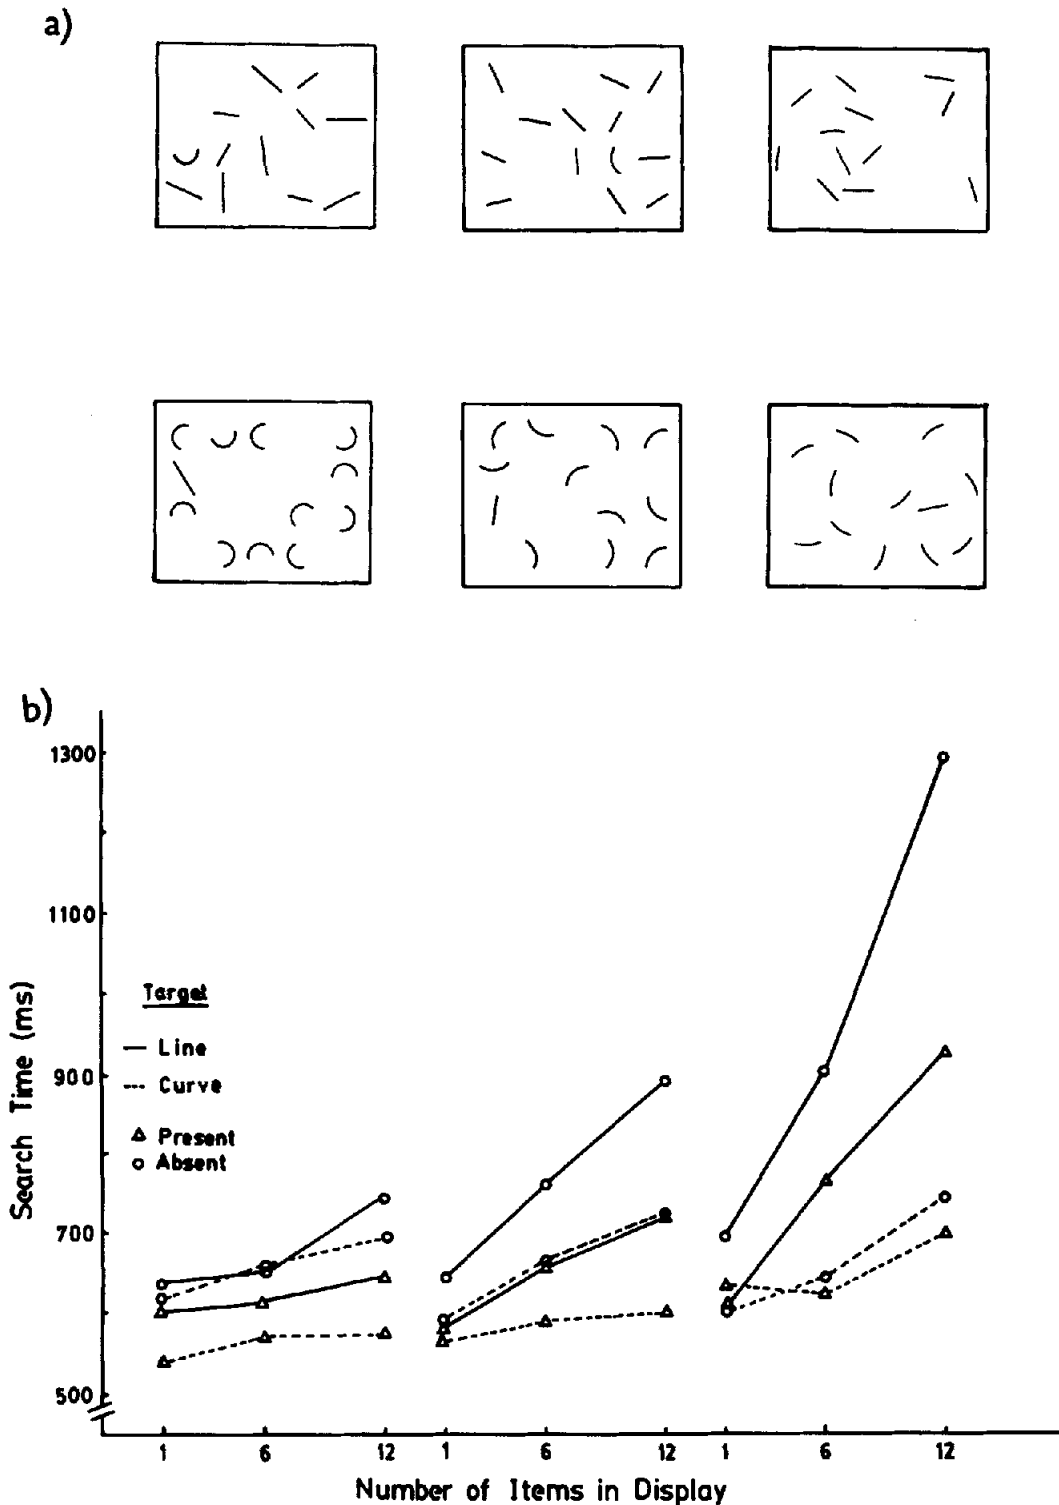 a)
b)
1300
1100
900
700
500
Search Time (ms)
Target
— Line
--- Curve
△ Present
○ Absent
1 6 12 1 6 12 1 6 12
Number of Items in Display